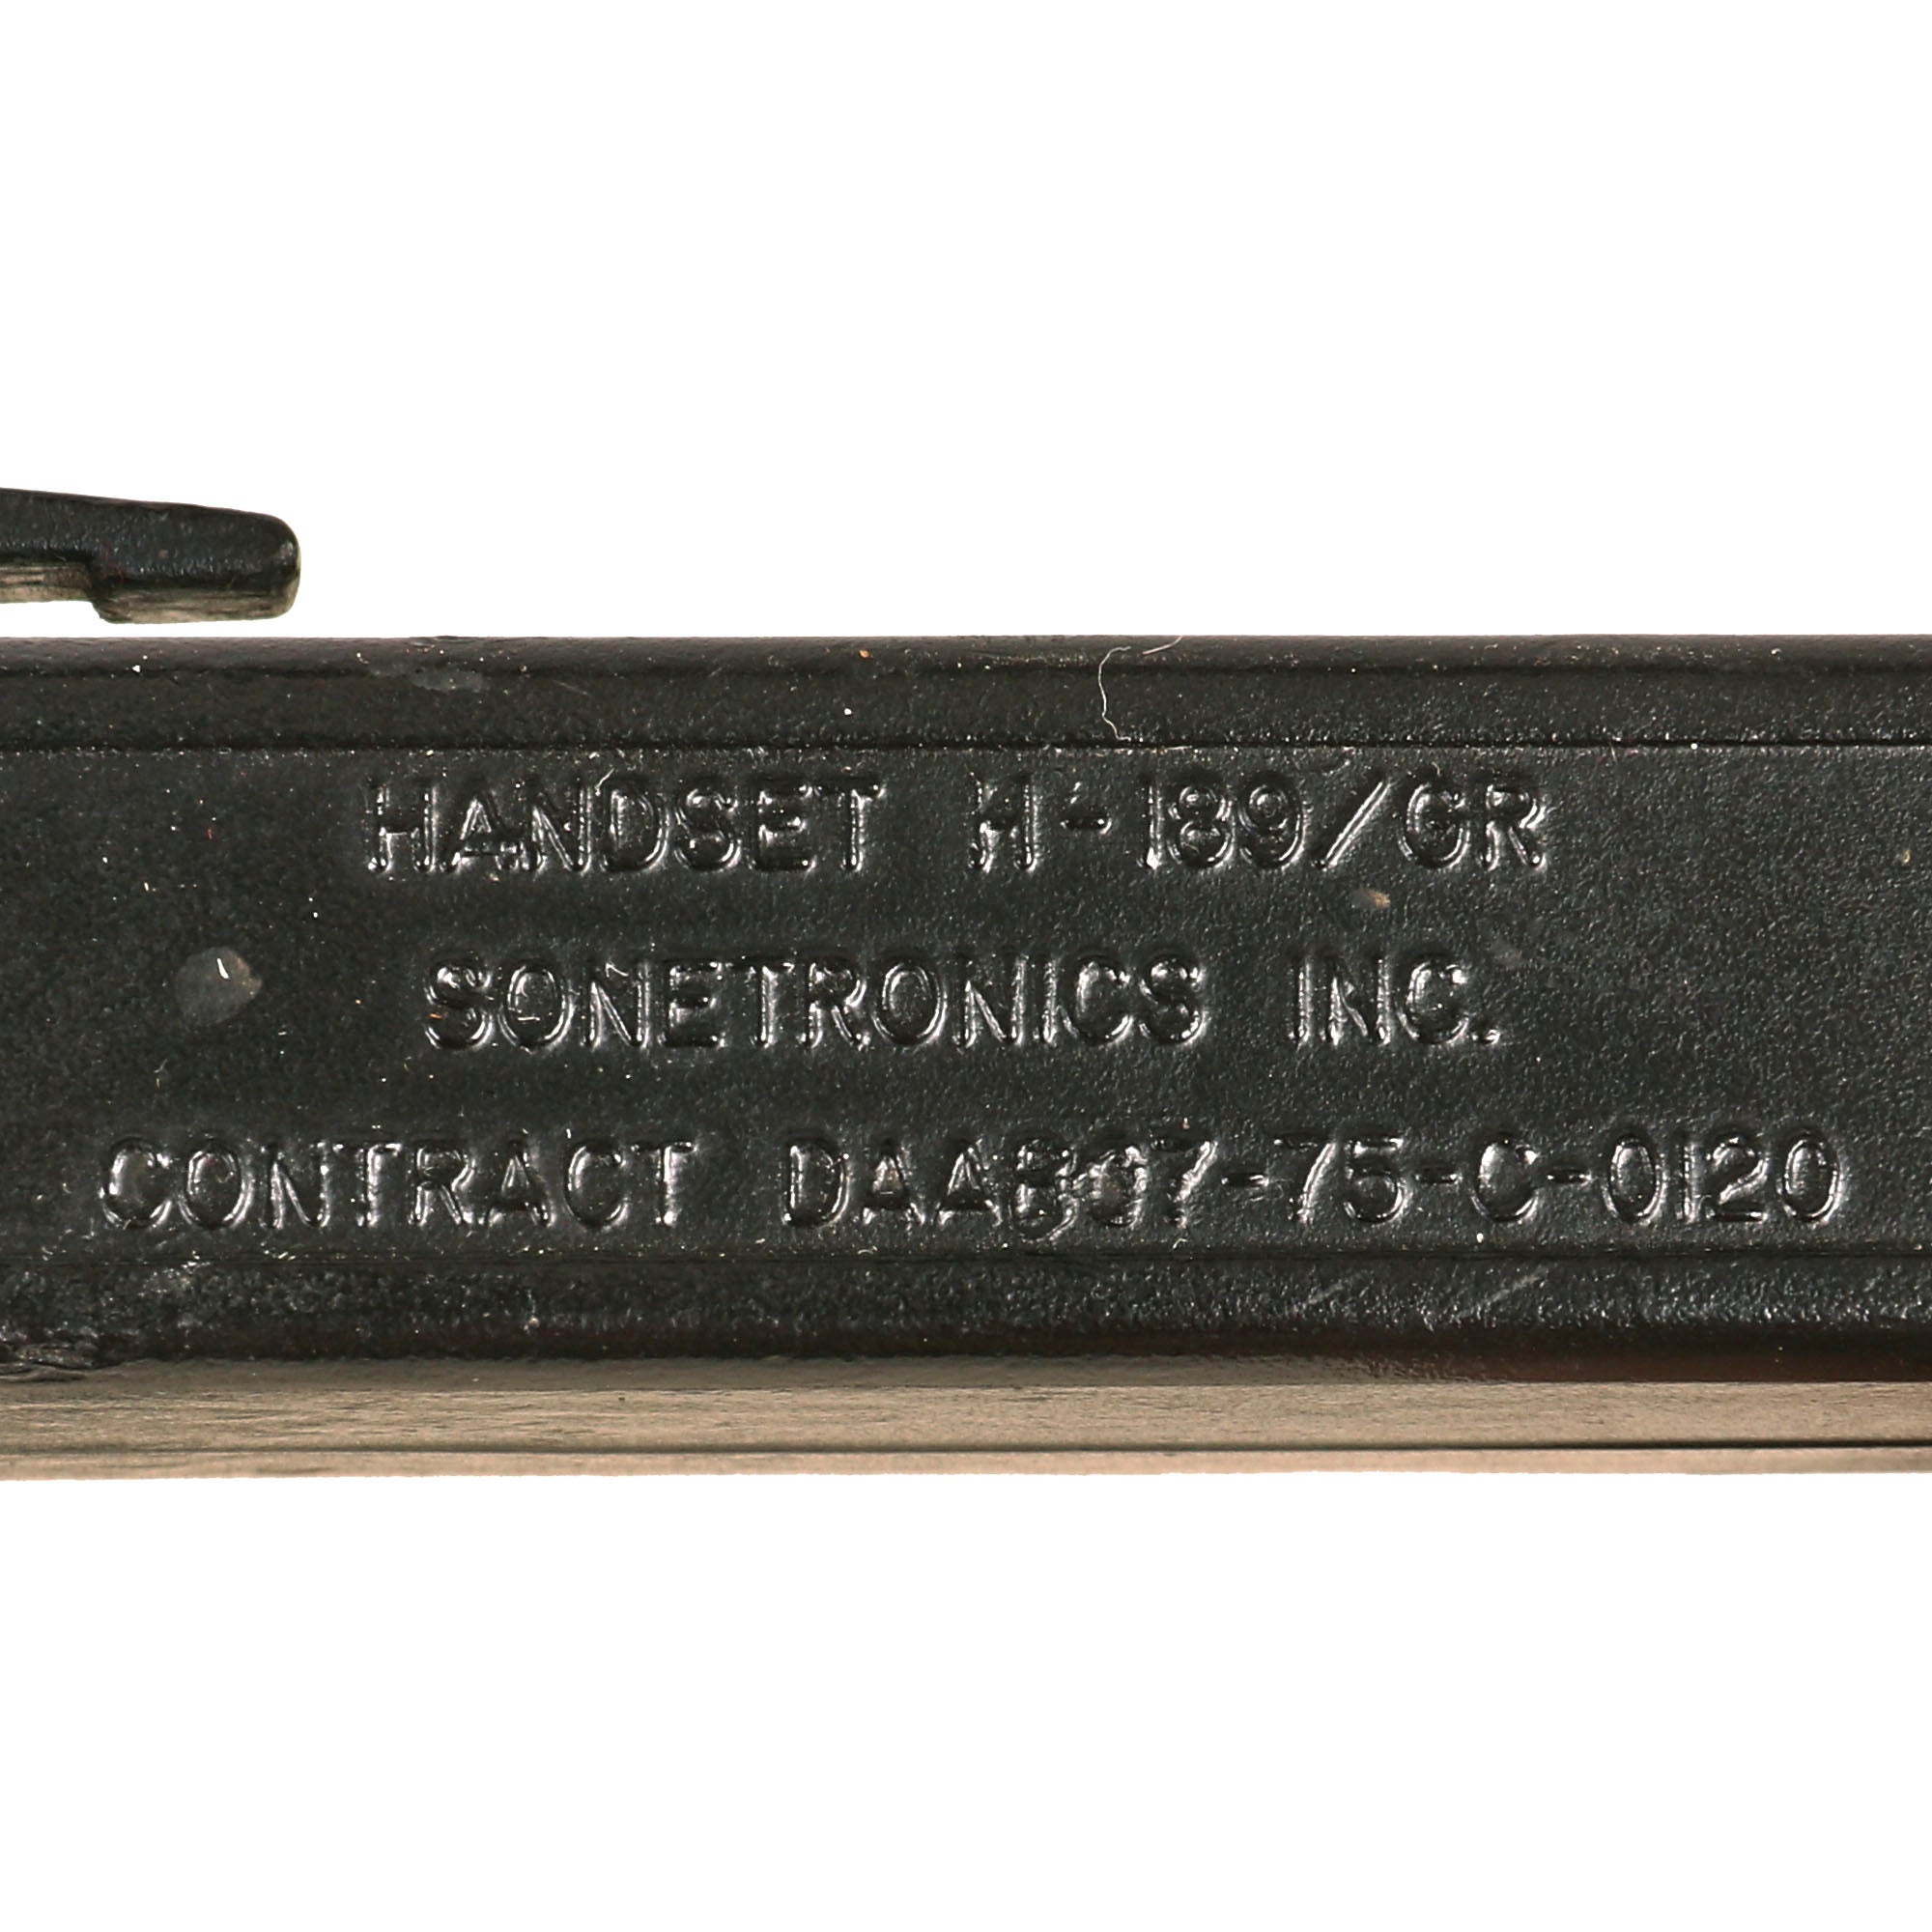 HANDSET H-189/GR
SONETRONICS INC.
CONTRACT DAAB07-75-C-0120